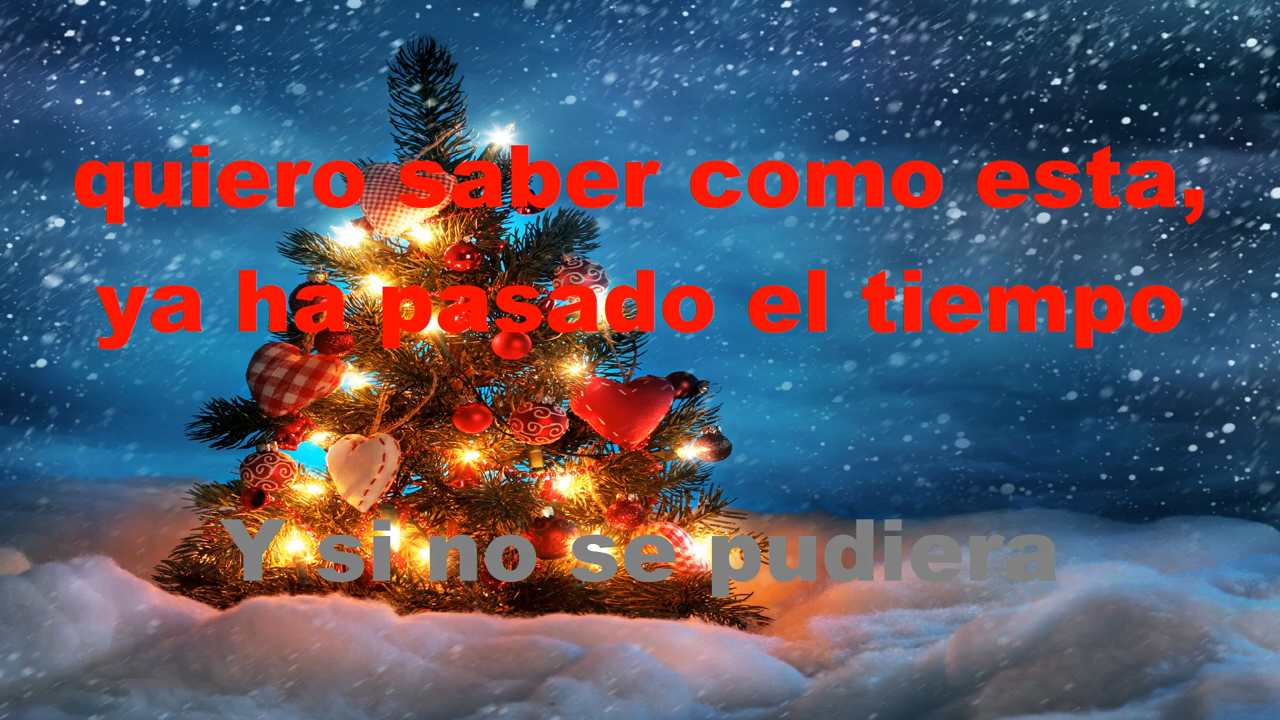 quiero saber como esta,
ya ha pasado el tiempo
Y si no se pudiera